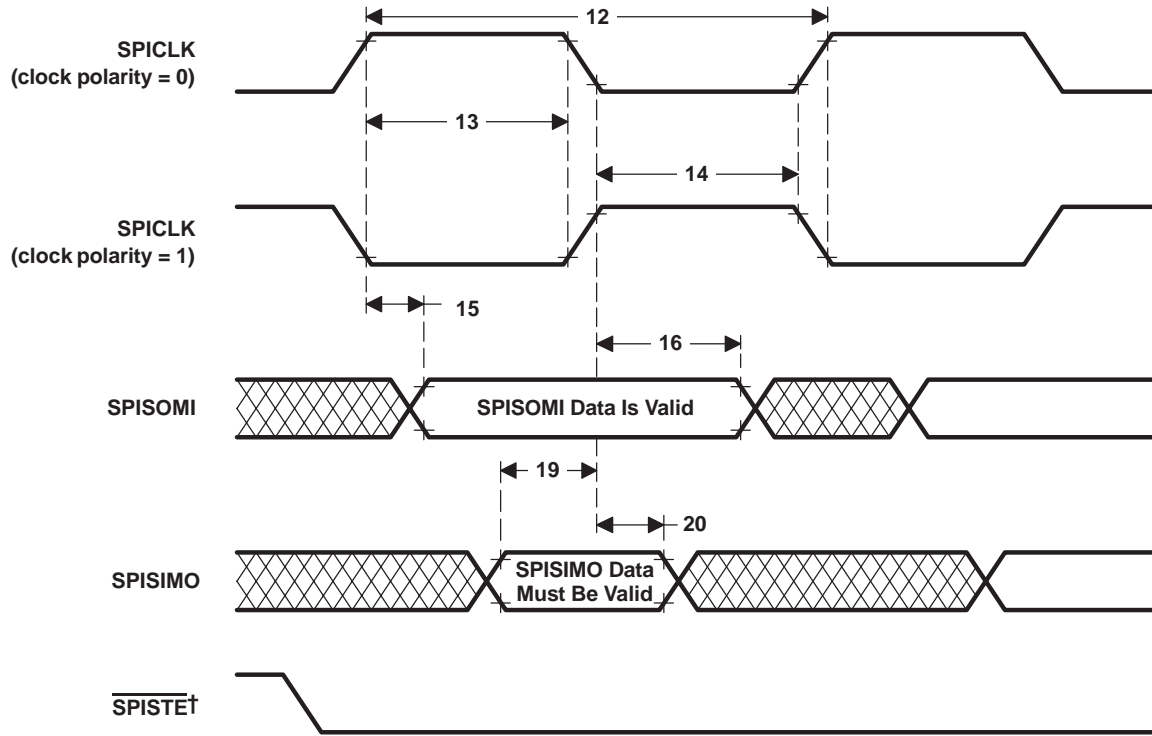 12
SPICLK
(clock polarity = 0)
13
14
SPICLK
(clock polarity = 1)
15
16
SPISOMI
SPISOMI Data Is Valid
19
20
SPISIMO
SPISIMO Data
Must Be Valid
SPISTE†